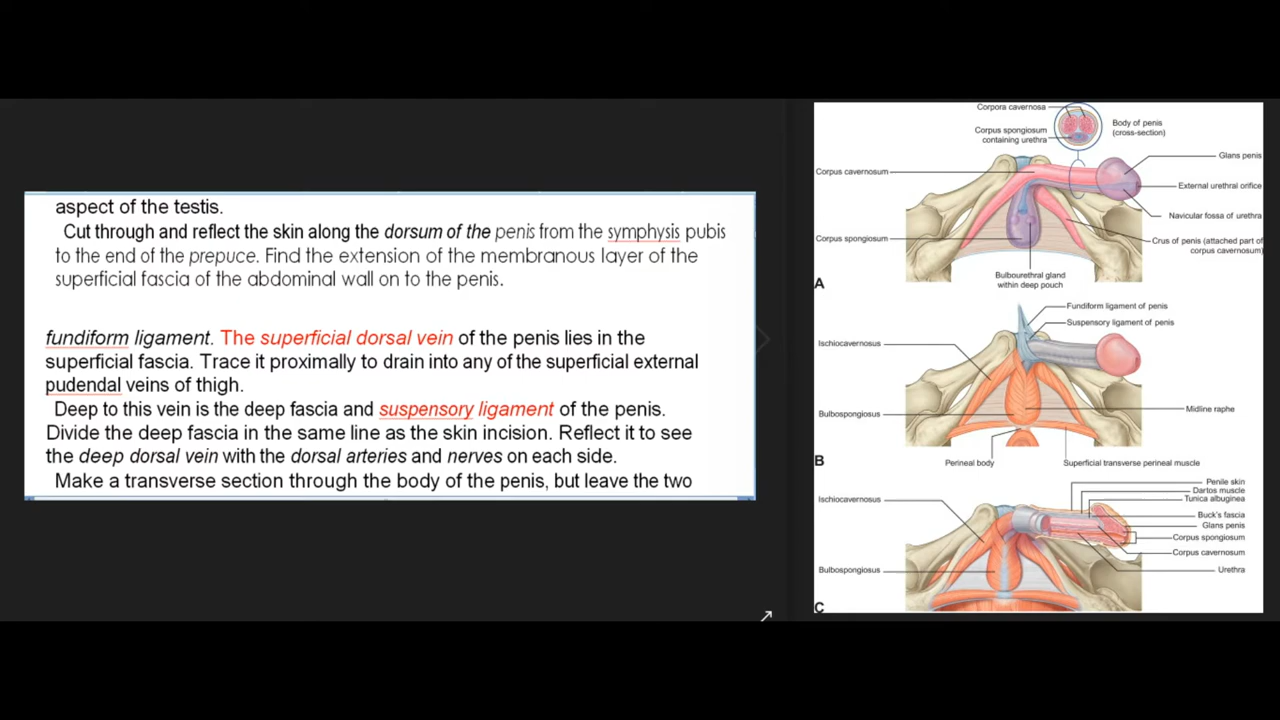 aspect of the testis.
Cut through and reflect the skin along the dorsum of the penis from the symphysis pubis
to the end of the prepuce. Find the extension of the membranous layer of the
superficial fascia of the abdominal wall on to the penis.
fundiform ligament. The superficial dorsal vein of the penis lies in the
superficial fascia. Trace it proximally to drain into any of the superficial external
pudendal veins of thigh.
Deep to this vein is the deep fascia and suspensory ligament of the penis.
Divide the deep fascia in the same line as the skin incision. Reflect it to see
the deep dorsal vein with the dorsal arteries and nerves on each side.
Make a transverse section through the body of the penis, but leave the two
Corpora cavernosa
Corpus spongiosum
containing urethra
Body of penis
(cross-section)
Glans penis
Corpus cavernosum
External urethral orifice
Navicular fossa of urethra
Corpus spongiosum
Crus of penis (attached part of
corpus cavernosum)
Bulbourethral gland
within deep pouch
A
Fundiform ligament of penis
Suspensory ligament of penis
Ischiocavernosus
Bulbospongiosus
Midline raphe
Perineal body
Superficial transverse perineal muscle
B
Penile skin
Dartos muscle
Tunica albuginea
Ischiocavernosus
Buck's fascia
Glans penis
Corpus spongiosum
Corpus cavernosum
Bulbospongiosus
Urethra
C